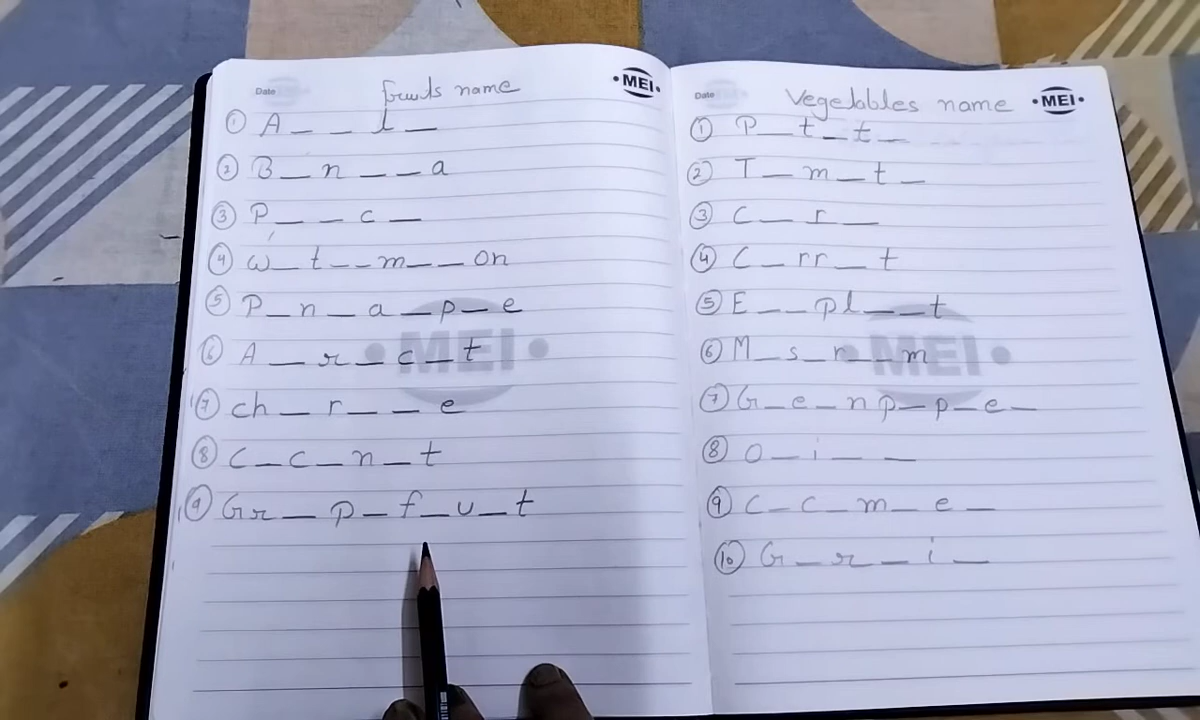 Date
Fruits name
• MEI •
① A _ _ l _
② B _ n _ _ a
③ P _ _ c _
④ W _ t _ _ m _ _ on
⑤ P _ n _ a _ p _ e
⑥ A _ r _ c _ t
⑦ ch _ r _ _ e
⑧ C _ c _ n _ t
⑨ Gr _ p _ f _ u _ t
• MEI •
Date
Vegetables name
• MEI •
① P _ t _ t _
② T _ m _ t _
③ C _ r _
④ C _ rr _ t
⑤ E _ _ pl _ _ t
⑥ M _ s _ r _ _ m
⑦ G _ e _ n p _ p _ e _
⑧ O _ i _ _
⑨ C _ c _ m _ e _
⑩ G _ r _ i _
• MEI •